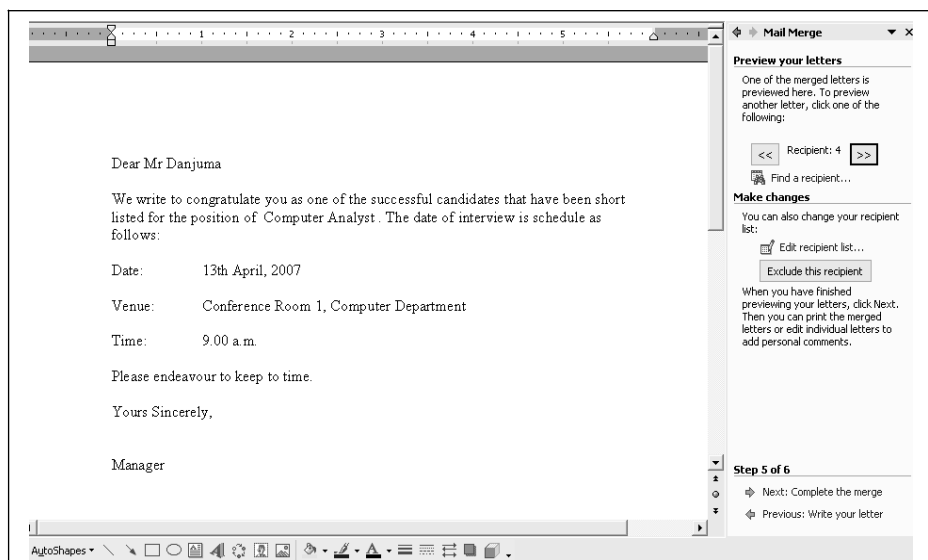 1 2 3 4 5
Dear Mr Danjuma
We write to congratulate you as one of the successful candidates that have been short
listed for the position of Computer Analyst . The date of interview is schedule as
follows:
Date: 13th April, 2007
Venue: Conference Room 1, Computer Department
Time: 9.00 a.m.
Please endeavour to keep to time.
Yours Sincerely,
Manager
AutoShapes
Mail Merge
Preview your letters
One of the merged letters is
previewed here. To preview
another letter, click one of the
following:
<< Recipient: 4 >>
Find a recipient...
Make changes
You can also change your recipient
list:
Edit recipient list...
Exclude this recipient
When you have finished
previewing your letters, click Next.
Then you can print the merged
letters or edit individual letters to
add personal comments.
Step 5 of 6
Next: Complete the merge
Previous: Write your letter